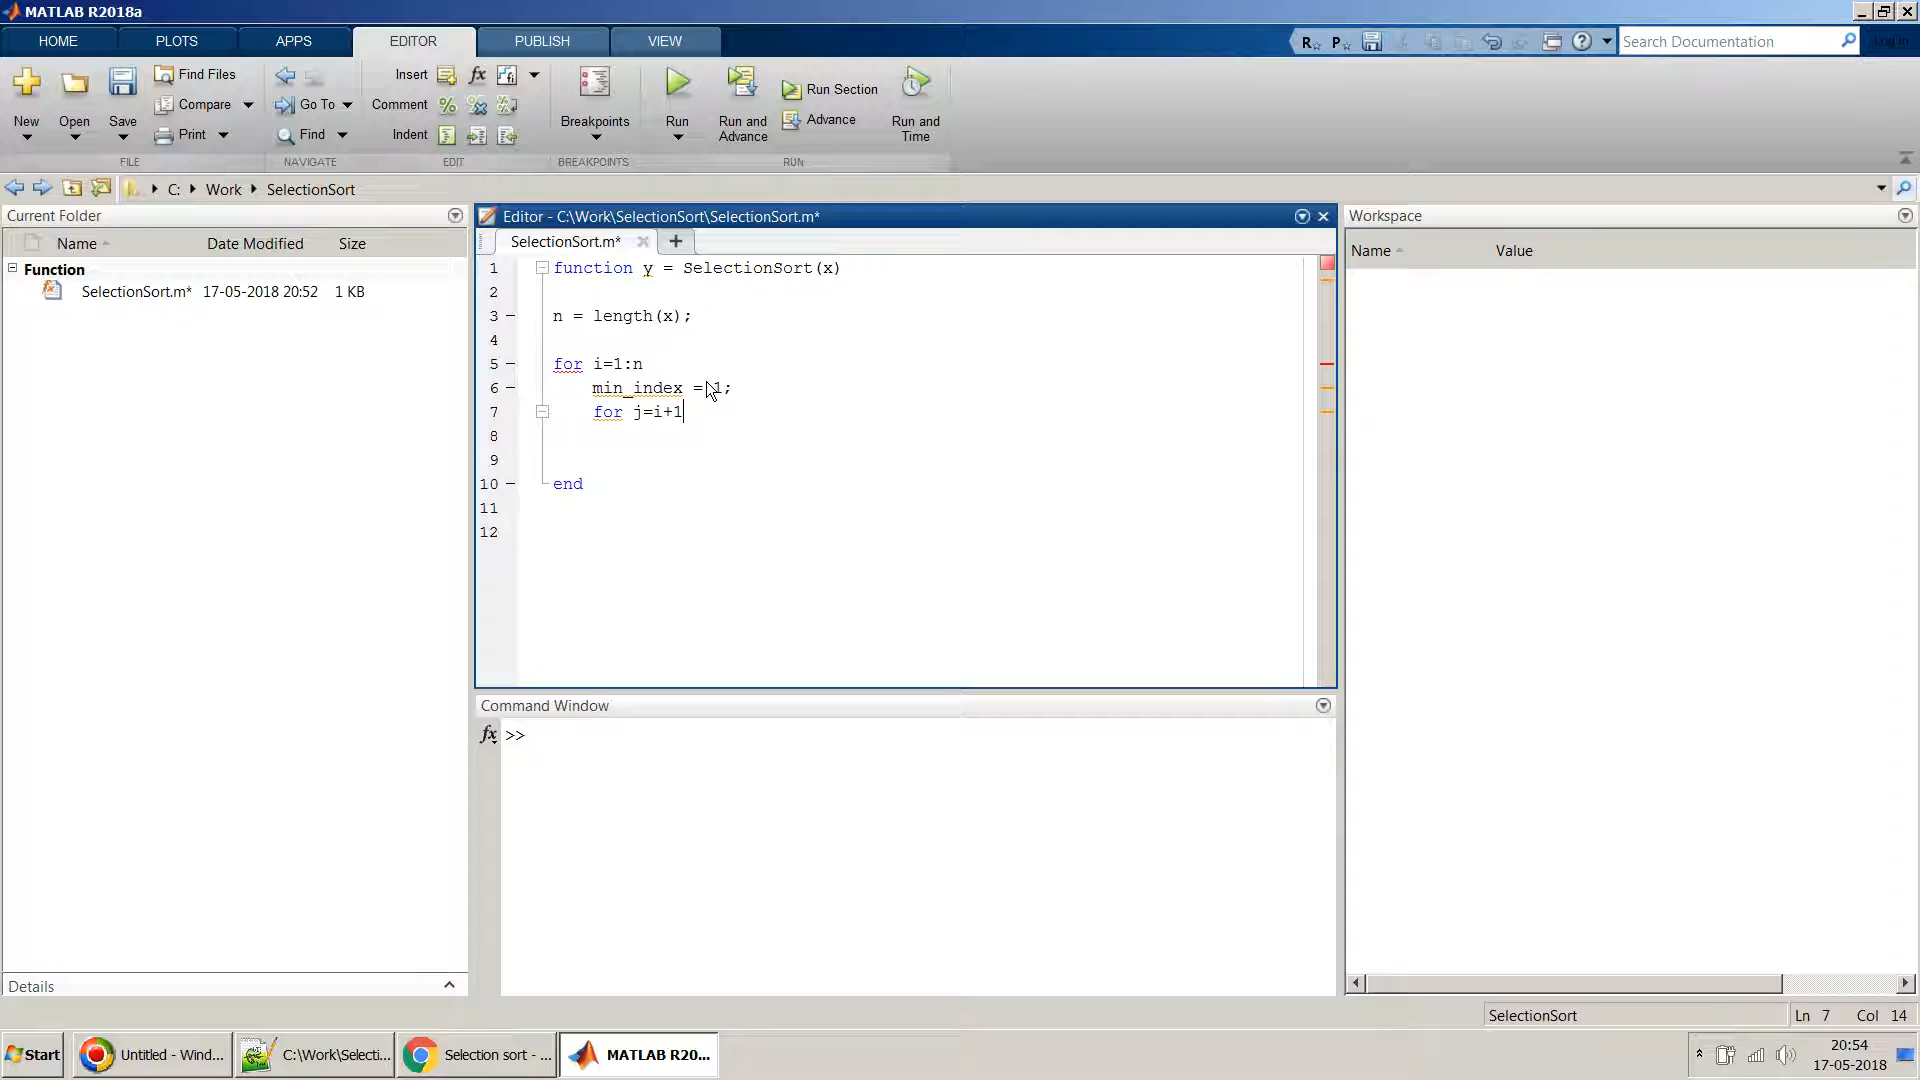 MATLAB R2018a
HOME PLOTS APPS EDITOR PUBLISH VIEW
Search Documentation
Log In
New Open Save
Find Files
Compare
Print
Go To
Find
Insert
Comment
Indent
fx
Breakpoints
Run
Run and Advance
Run Section
Advance
Run and Time
FILE NAVIGATE EDIT BREAKPOINTS RUN
C: Work SelectionSort
Current Folder
Name Date Modified Size
Function
SelectionSort.m* 17-05-2018 20:52 1 KB
Details
Editor - C:\Work\SelectionSort\SelectionSort.m*
SelectionSort.m*
1 function y = SelectionSort(x)
2
3 n = length(x);
4
5 for i=1:n
6 min_index = 1;
7 for j=i+1
8
9
10 end
11
12
Command Window
fx >>
Workspace
Name Value
SelectionSort Ln 7 Col 14
Start Untitled - Wind... C:\Work\Selecti... Selection sort - ... MATLAB R20...
20:54
17-05-2018